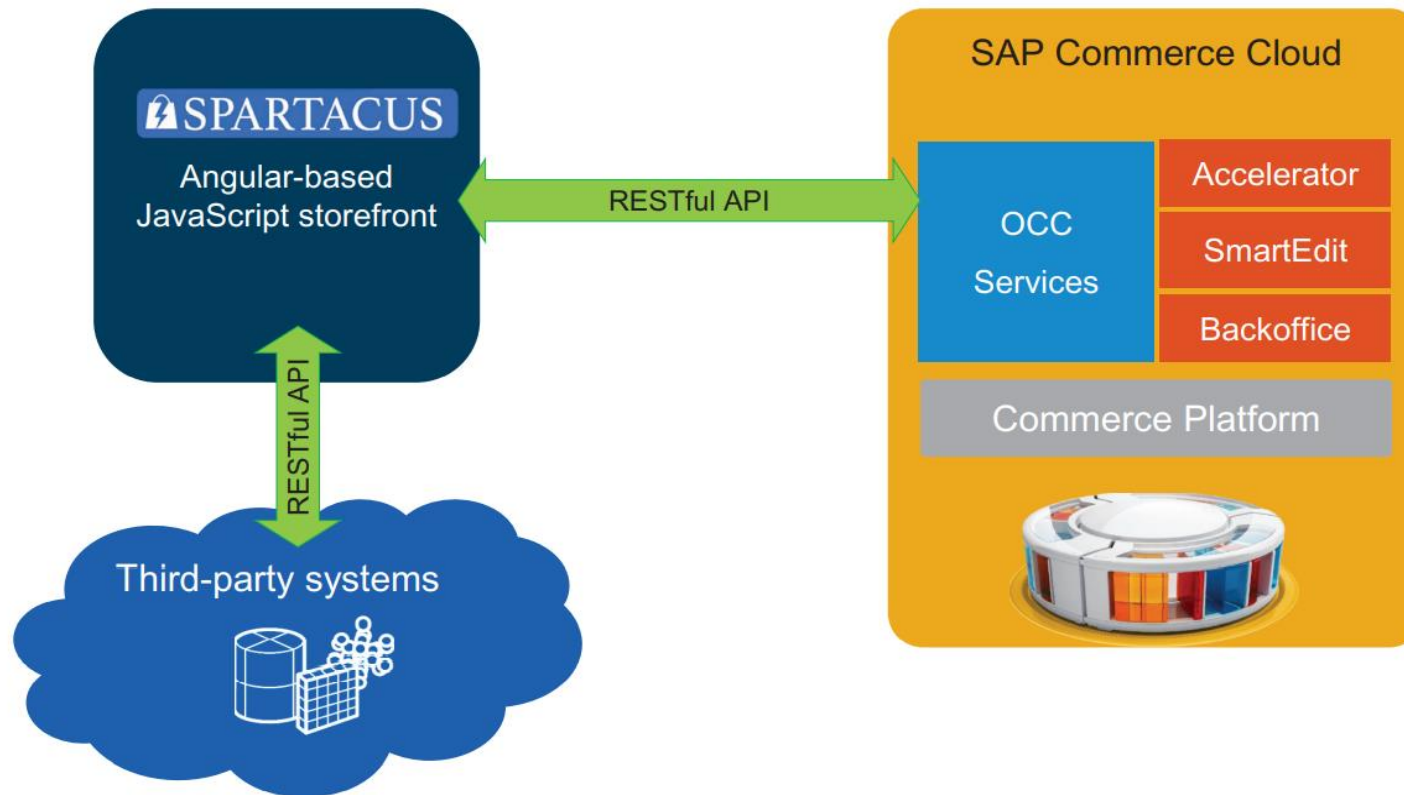 SPARTACUS
Angular-based
JavaScript storefront
RESTful API
SAP Commerce Cloud
OCC
Services
Accelerator
SmartEdit
Backoffice
Commerce Platform
RESTful API
Third-party systems